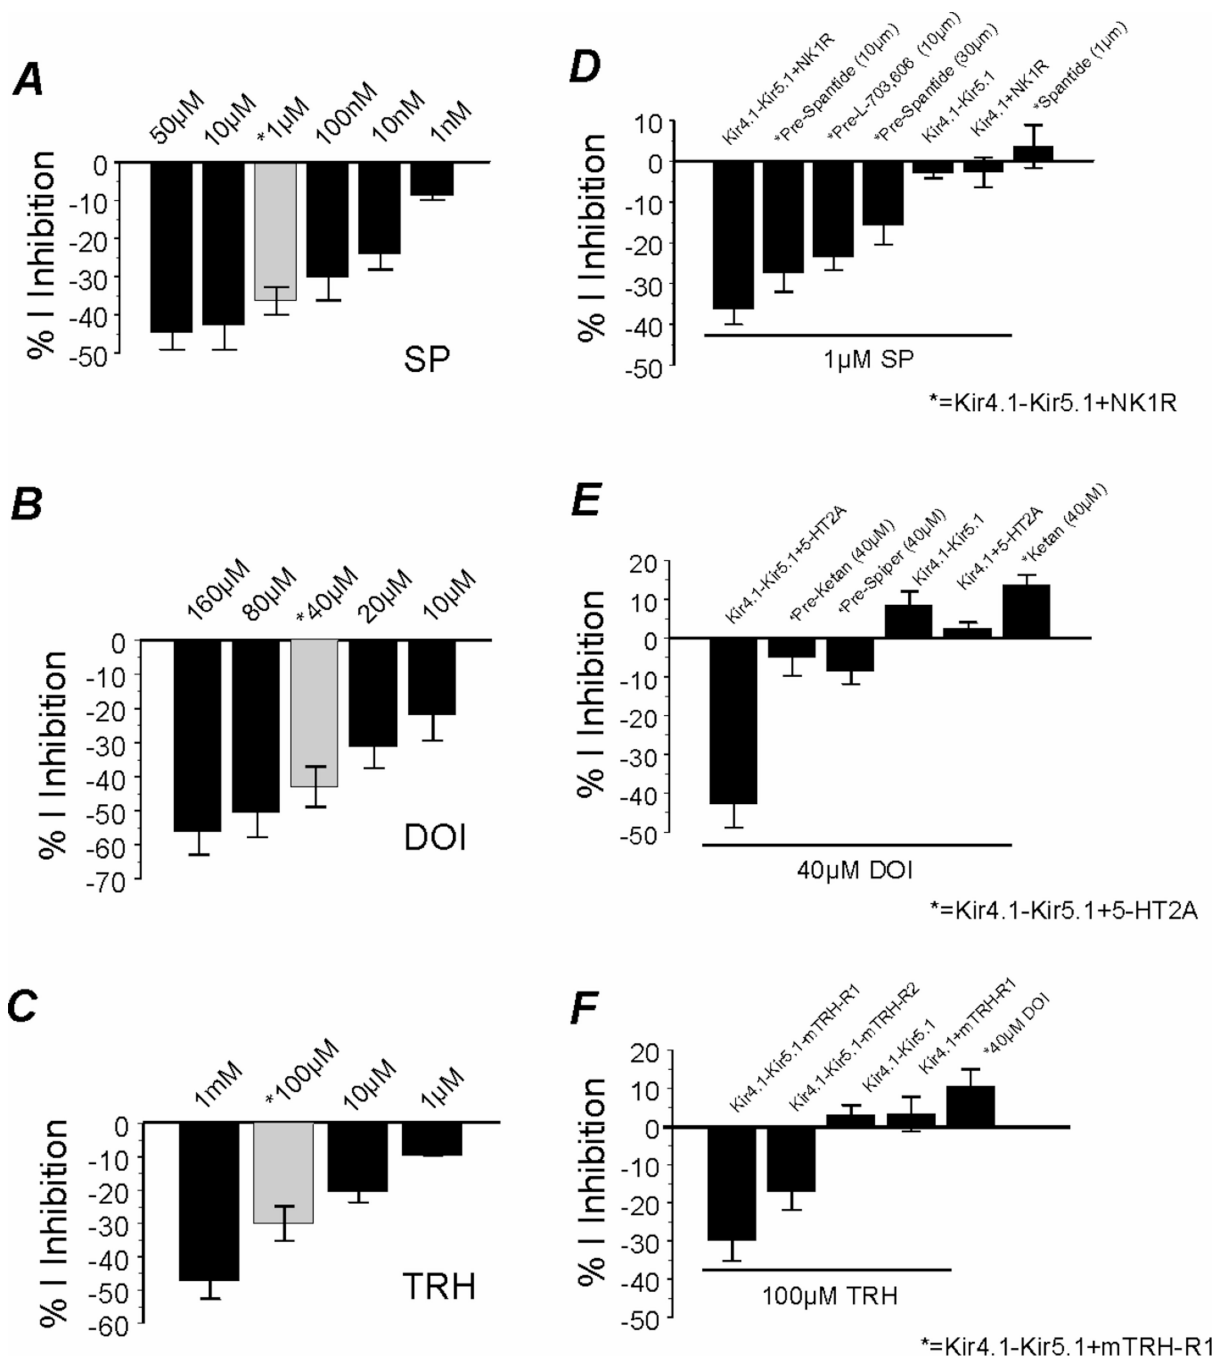 A
50µM 10µM *1µM 100nM 10nM 1nM
0
-10
-20
-30
-40
-50
% I Inhibition
SP
D
Kir4.1-Kir5.1+NK1R
*Pre-Spantide (10µm)
*Pre-L-703,606 (10µm)
*Pre-Spantide (30µm)
Kir4.1-Kir5.1
Kir4.1+NK1R
*Spantide (1µm)
10
0
-10
-20
-30
-40
-50
% I Inhibition
1µM SP
*=Kir4.1-Kir5.1+NK1R
B
160µM 80µM *40µM 20µM 10µM
0
-10
-20
-30
-40
-50
-60
-70
% I Inhibition
DOI
E
Kir4.1-Kir5.1+5-HT2A
*Pre-Ketan (40µM)
*Pre-Spiper (40µM)
Kir4.1-Kir5.1
Kir4.1+5-HT2A
*Ketan (40µM)
20
10
0
-10
-20
-30
-40
-50
% I Inhibition
40µM DOI
*=Kir4.1-Kir5.1+5-HT2A
C
1mM *100µM 10µM 1µM
0
-10
-20
-30
-40
-50
-60
% I Inhibition
TRH
F
Kir4.1-Kir5.1-mTRH-R1
Kir4.1-Kir5.1-mTRH-R2
Kir4.1-Kir5.1
Kir4.1+mTRH-R1
*40µM DOI
20
10
0
-10
-20
-30
-40
-50
% I Inhibition
100µM TRH
*=Kir4.1-Kir5.1+mTRH-R1